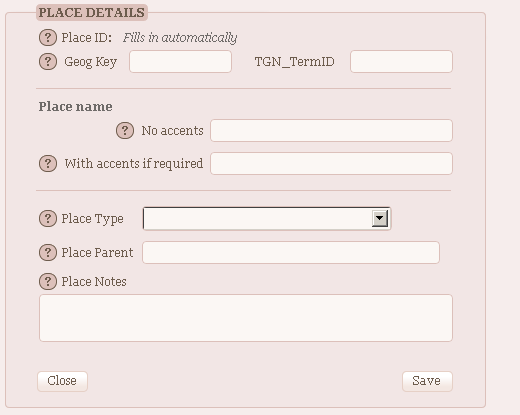 PLACE DETAILS
? Place ID: Fills in automatically
? Geog Key TGN_TermID
Place name
? No accents
? With accents if required
? Place Type
? Place Parent
? Place Notes
Close Save